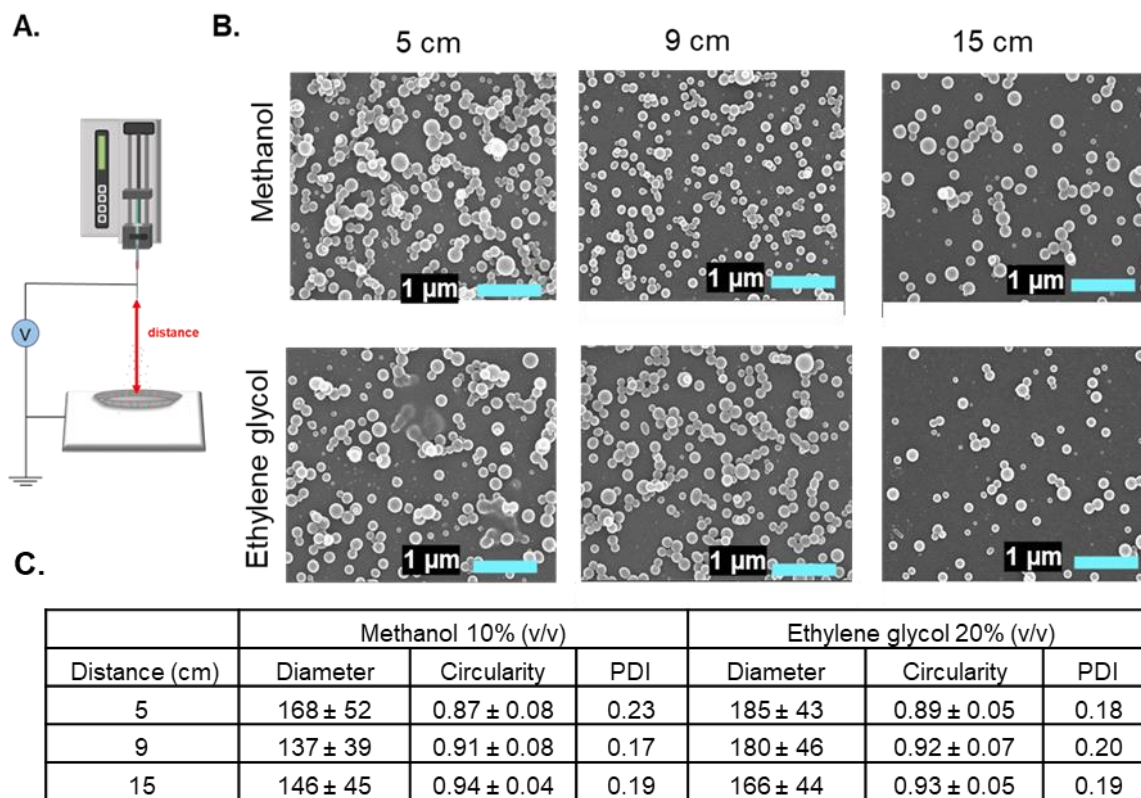 A.
B.
5 cm
9 cm
15 cm
Methanol
1 µm
1 µm
1 µm
V
distance
Ethylene glycol
1 µm
1 µm
1 µm
C.
Methanol 10% (v/v) Ethylene glycol 20% (v/v)
Distance (cm) Diameter Circularity PDI Diameter Circularity PDI
5 168 ± 52 0.87 ± 0.08 0.23 185 ± 43 0.89 ± 0.05 0.18
9 137 ± 39 0.91 ± 0.08 0.17 180 ± 46 0.92 ± 0.07 0.20
15 146 ± 45 0.94 ± 0.04 0.19 166 ± 44 0.93 ± 0.05 0.19